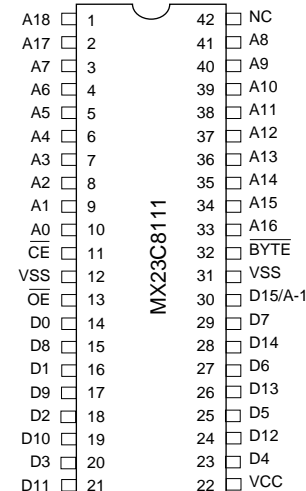 A18 1 42 NC
A17 2 41 A8
A7 3 40 A9
A6 4 39 A10
A5 5 38 A11
A4 6 37 A12
A3 7 36 A13
A2 8 35 A14
A1 9 34 A15
A0 10 33 A16
CE 11 32 BYTE
VSS 12 31 VSS
OE 13 30 D15/A-1
D0 14 29 D7
D8 15 28 D14
D1 16 27 D6
D9 17 26 D13
D2 18 25 D5
D10 19 24 D12
D3 20 23 D4
D11 21 22 VCC
MX23C8111